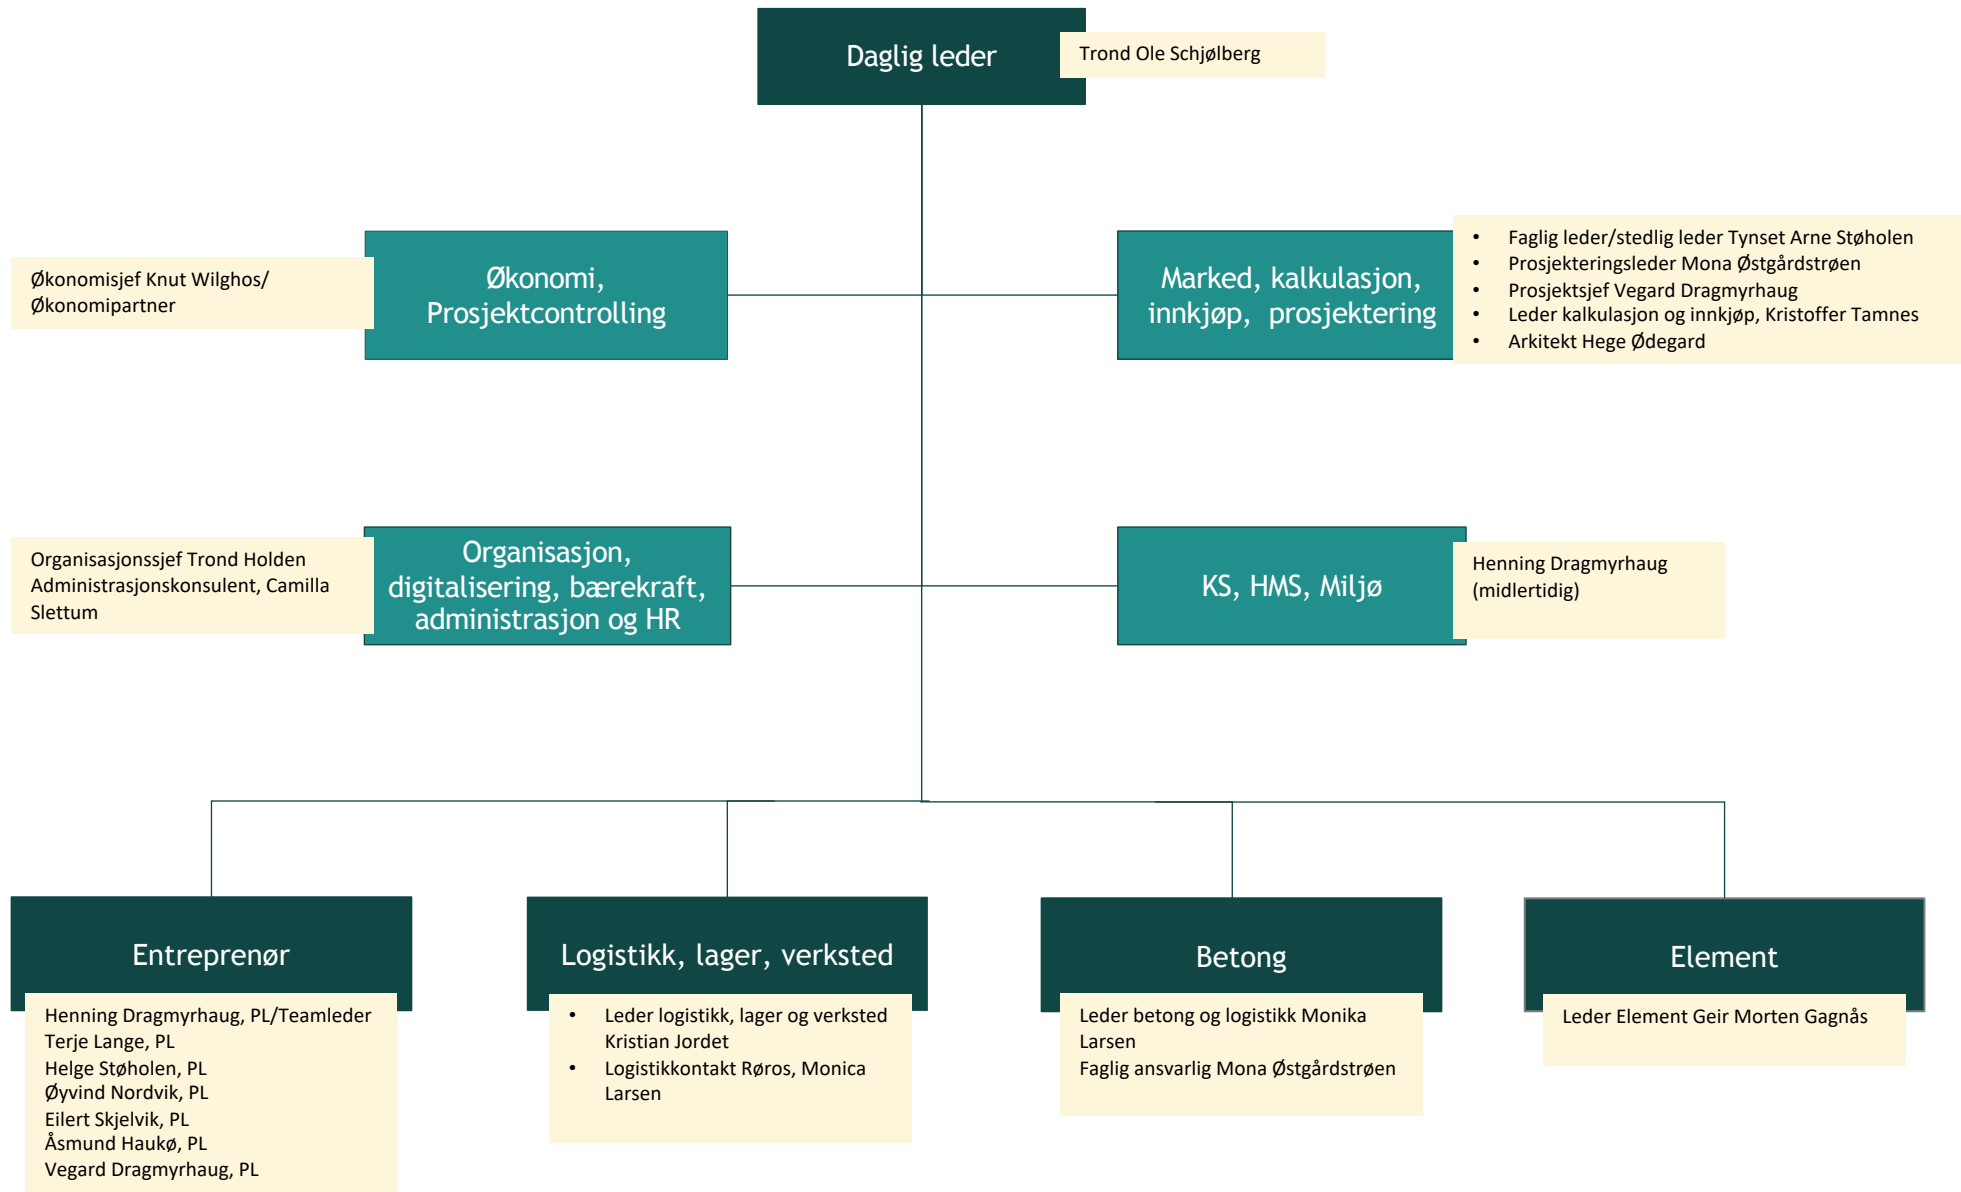 Daglig leder
Trond Ole Schjølberg
Økonomisjef Knut Wilghos/
Økonomipartner
Økonomi,
Prosjektcontrolling
Marked, kalkulasjon,
innkjøp, prosjektering
• Faglig leder/stedlig leder Tynset Arne Støholen
• Prosjekteringsleder Mona Østgårdstrøen
• Prosjektsjef Vegard Dragmyrhaug
• Leder kalkulasjon og innkjøp, Kristoffer Tamnes
• Arkitekt Hege Ødegard
Organisasjonssjef Trond Holden
Administrasjonskonsulent, Camilla
Slettum
Organisasjon,
digitalisering, bærekraft,
administrasjon og HR
KS, HMS, Miljø
Henning Dragmyrhaug
(midlertidig)
Entreprenør
Henning Dragmyrhaug, PL/Teamleder
Terje Lange, PL
Helge Støholen, PL
Øyvind Nordvik, PL
Eilert Skjelvik, PL
Åsmund Haukø, PL
Vegard Dragmyrhaug, PL
Logistikk, lager, verksted
• Leder logistikk, lager og verksted
Kristian Jordet
• Logistikkontakt Røros, Monica
Larsen
Betong
Leder betong og logistikk Monika
Larsen
Faglig ansvarlig Mona Østgårdstrøen
Element
Leder Element Geir Morten Gagnås